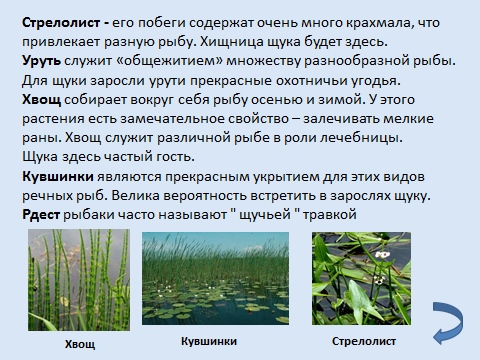 Стрелолист - его побеги содержат очень много крахмала, что
привлекает разную рыбу. Хищница щука будет здесь.
Уруть служит «общежитием» множеству разнообразной рыбы.
Для щуки заросли урути прекрасные охотничьи угодья.
Хвощ собирает вокруг себя рыбу осенью и зимой. У этого
растения есть замечательное свойство – залечивать мелкие
раны. Хвощ служит различной рыбе в роли лечебницы.
Щука здесь частый гость.
Кувшинки являются прекрасным укрытием для этих видов
речных рыб. Велика вероятность встретить в зарослях щуку.
Рдест рыбаки часто называют " щучьей " травкой
Хвощ
Кувшинки
Стрелолист